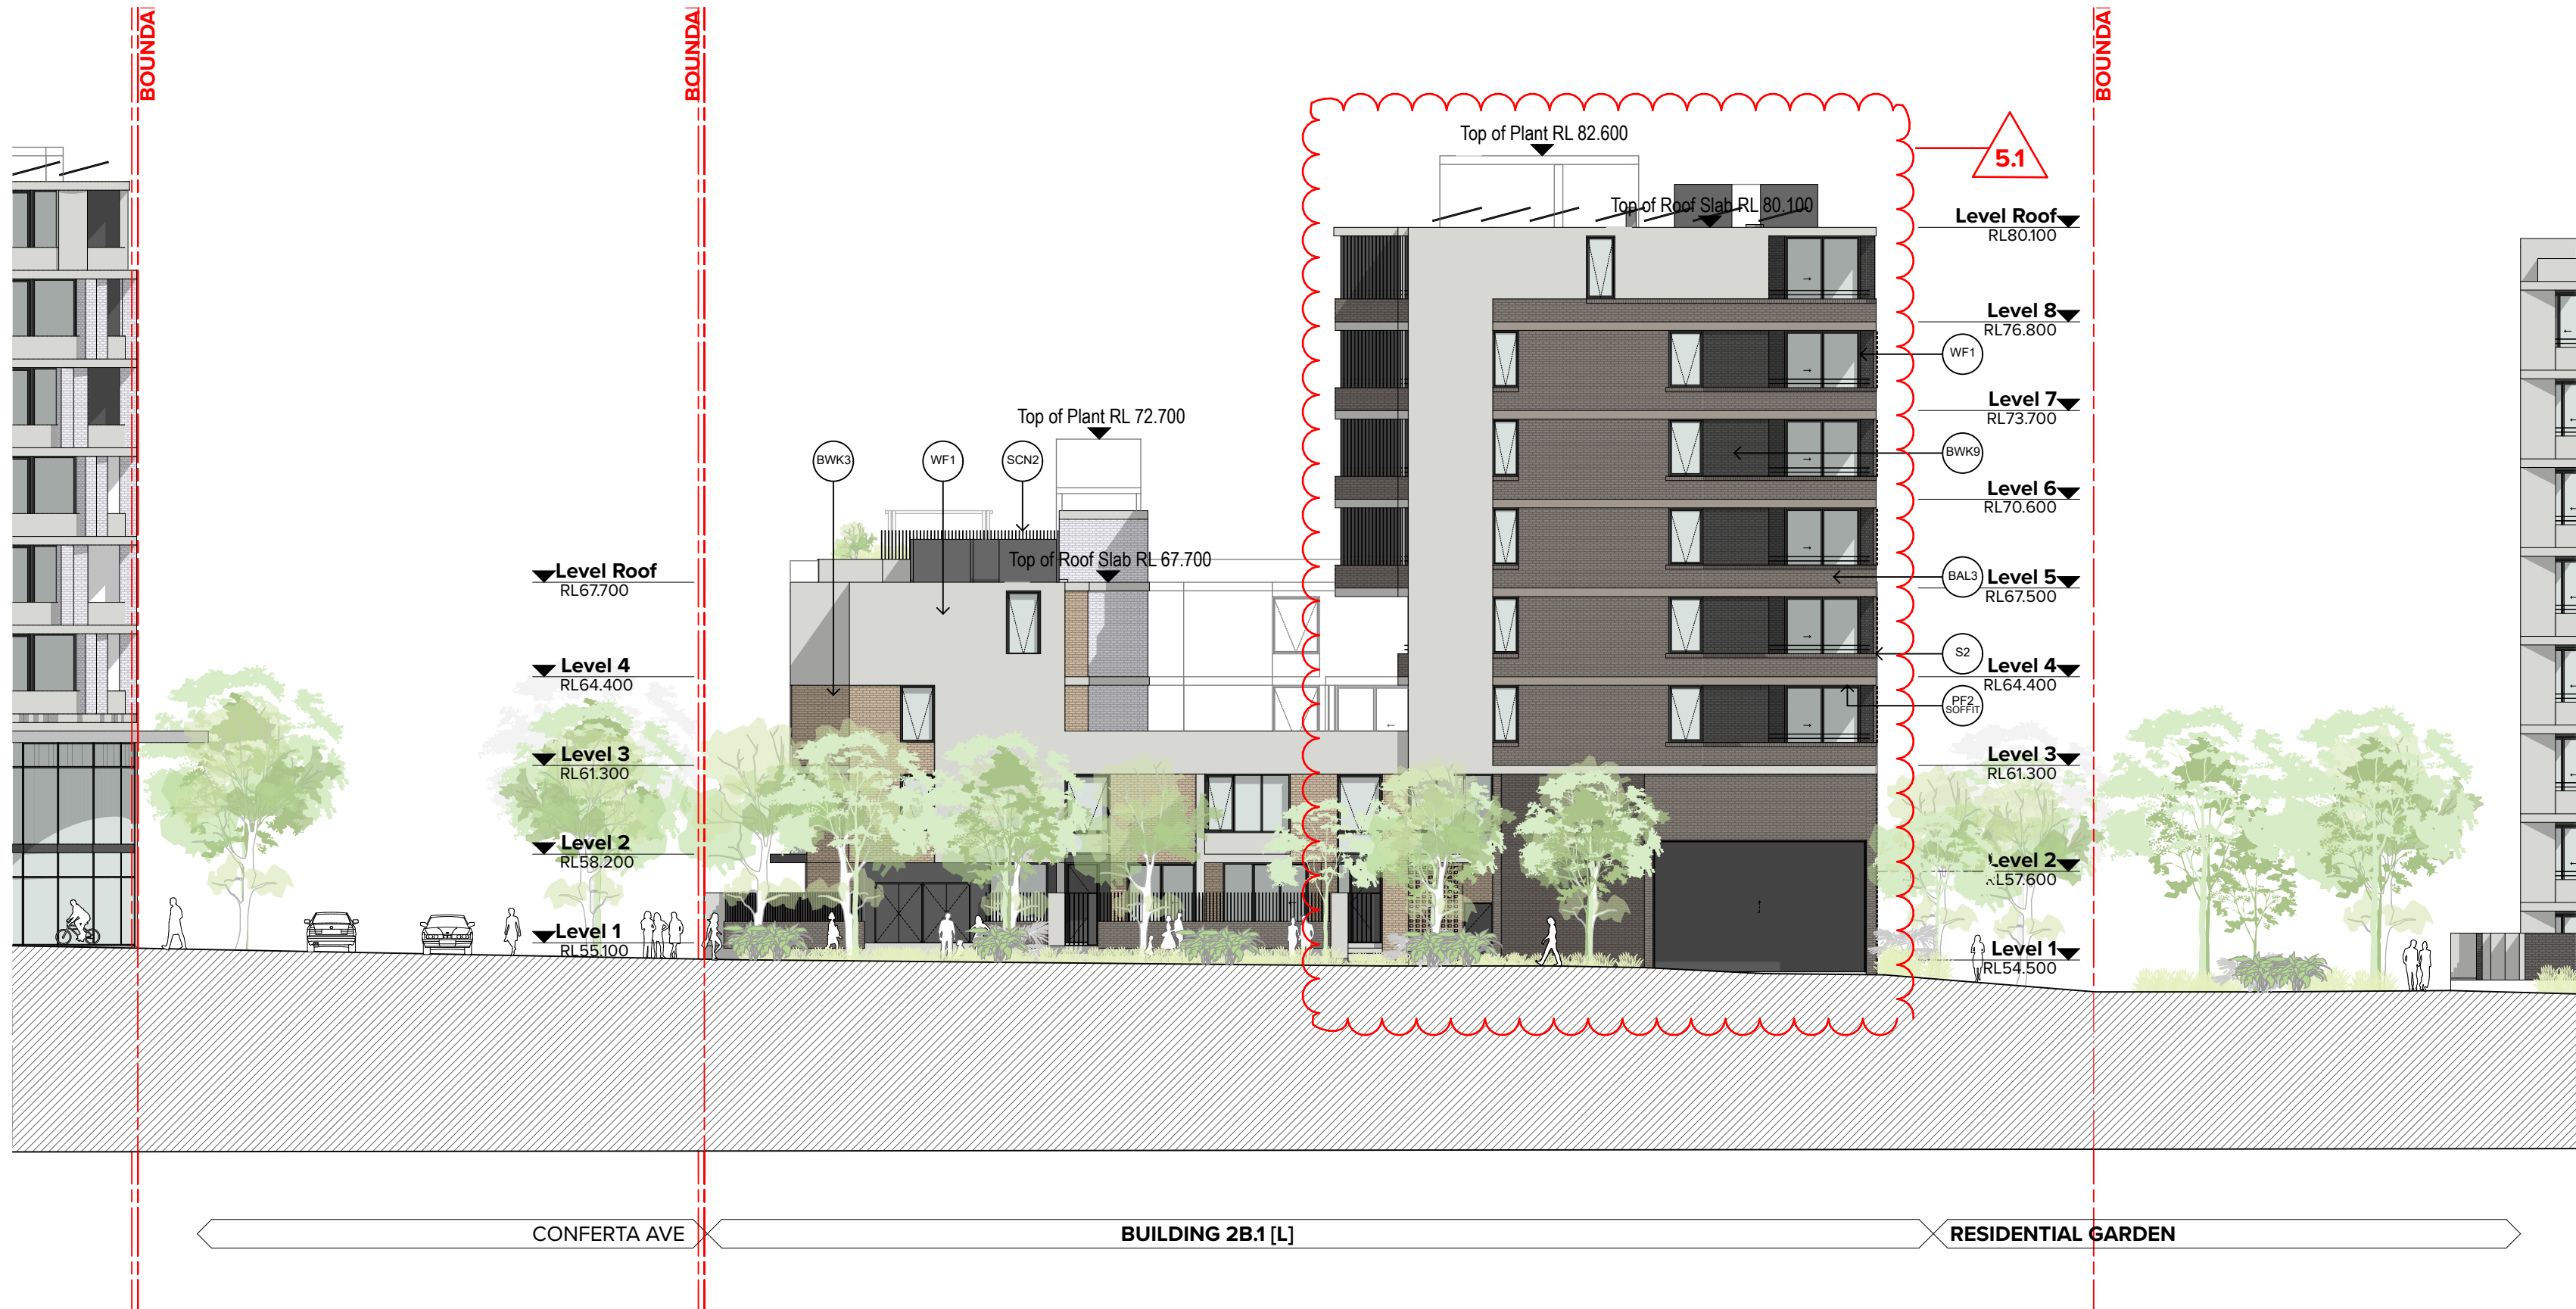 BOUNDA
BOUNDA
BOUNDA
Top of Plant RL 82.600
5.1
Top of Roof Slab RL 80.100
Level Roof
RL80.100
Level 8
RL76.800
WF1
Level 7
RL73.700
Top of Plant RL 72.700
BWK3
WF1
SCN2
BWK9
Level 6
RL70.600
Top of Roof Slab RL 67.700
Level Roof
RL67.700
BAL3
Level 5
RL67.500
S2
Level 4
RL64.400
Level 4
RL64.400
PF2
SOFFIT
Level 3
RL61.300
Level 3
RL61.300
Level 2
RL58.200
Level 2
RL57.600
Level 1
RL55.100
Level 1
RL54.500
CONFERTA AVE
BUILDING 2B.1 [L]
RESIDENTIAL GARDEN